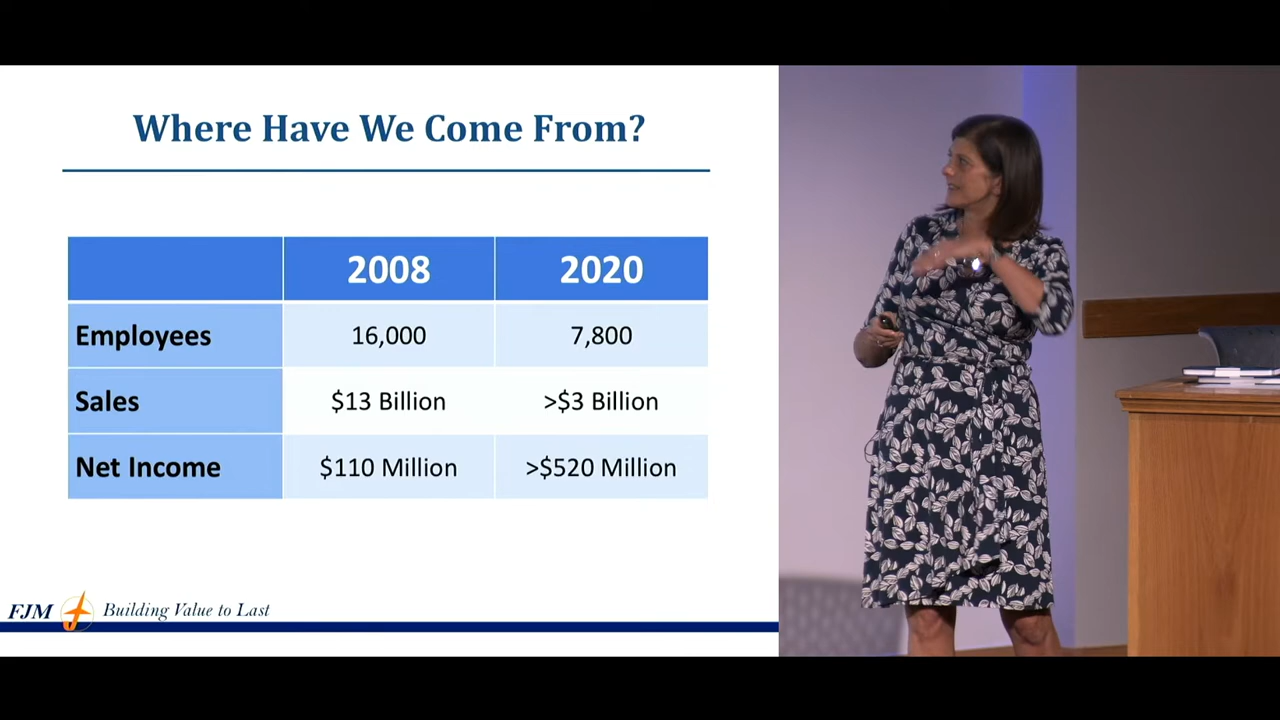 Where Have We Come From?
2008 2020
Employees 16,000 7,800
Sales $13 Billion >$3 Billion
Net Income $110 Million >$520 Million
FJM Building Value to Last